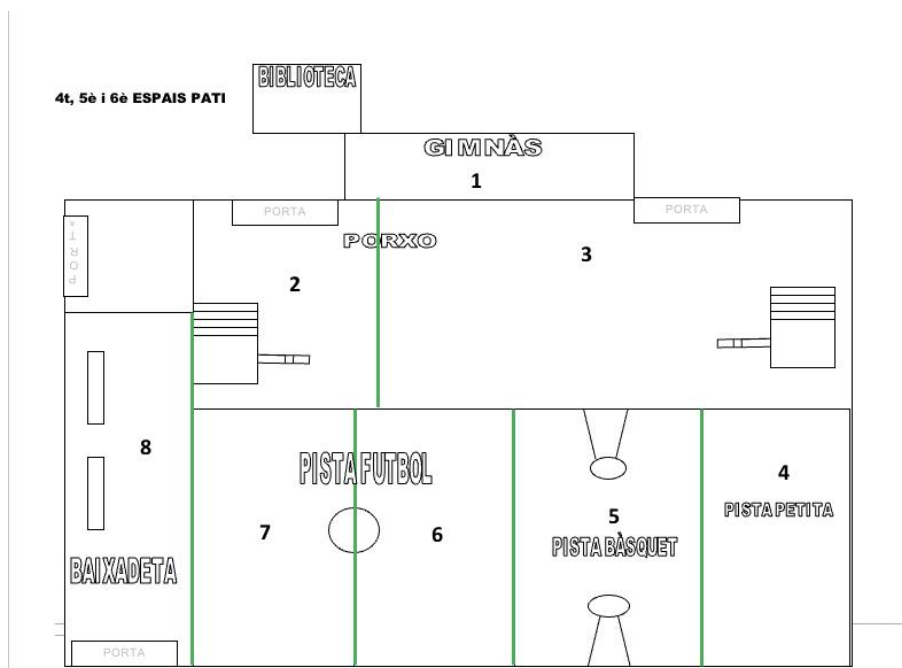 BIBLIOTECA
4t, 5è i 6è ESPAIS PATI
GIMNÀS
1
PORTA
PORTA
PORTA
PORXO
2
3
8
7
PISTA FUTBOL
6
5
PISTA BÀSQUET
4
PISTA PETITA
BAIXADETA
PORTA